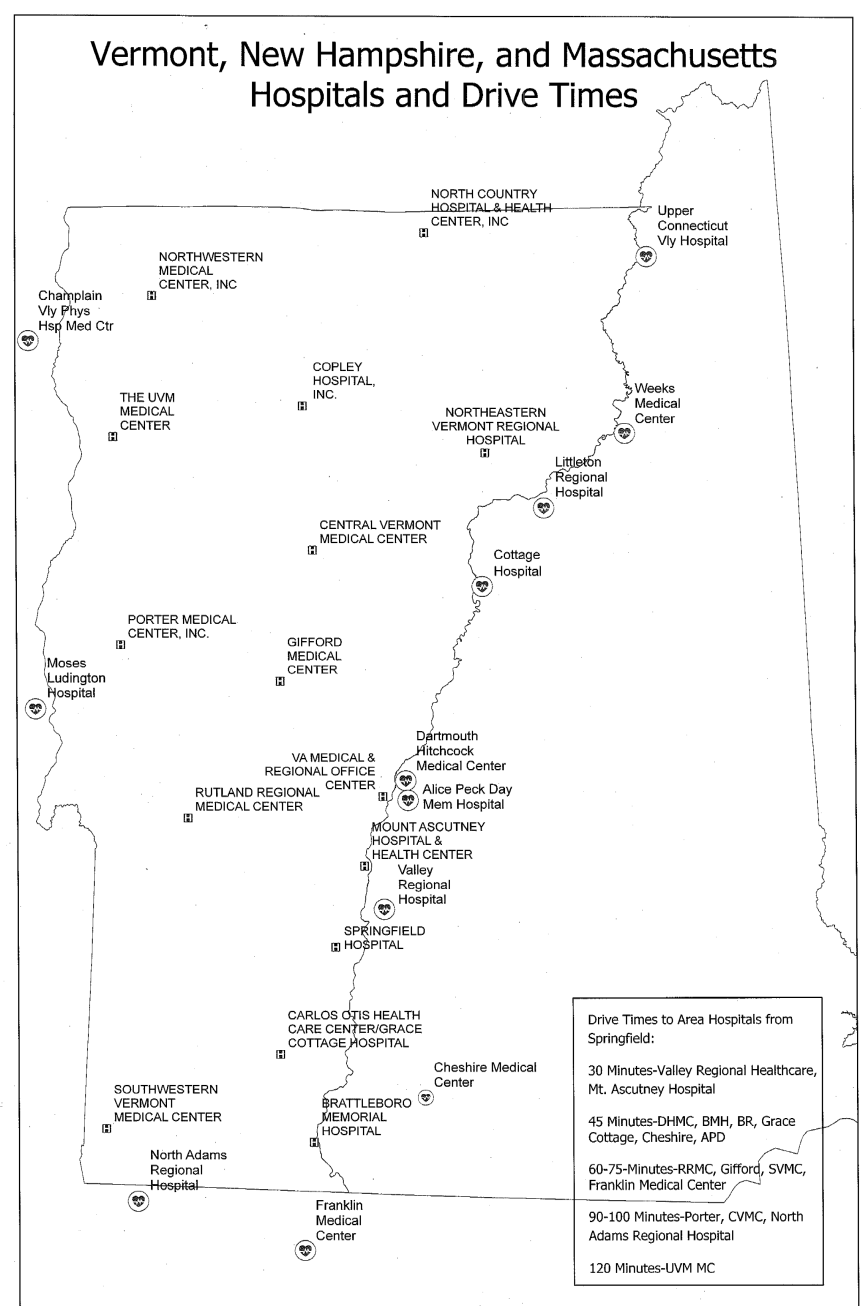 Vermont, New Hampshire, and Massachusetts
Hospitals and Drive Times
NORTH COUNTRY
HOSPITAL & HEALTH
CENTER, INC
Upper
Connecticut
Vly Hospital
NORTHWESTERN
MEDICAL
CENTER, INC
Champlain
Vly Phys
Hsp Med Ctr
COPLEY
HOSPITAL,
INC.
THE UVM
MEDICAL
CENTER
NORTHEASTERN
VERMONT REGIONAL
HOSPITAL
Weeks
Medical
Center
Littleton
Regional
Hospital
CENTRAL VERMONT
MEDICAL CENTER
Cottage
Hospital
PORTER MEDICAL
CENTER, INC.
GIFFORD
MEDICAL
CENTER
Moses
Ludington
Hospital
Dartmouth
Hitchcock
Medical Center
VA MEDICAL &
REGIONAL OFFICE
CENTER
Alice Peck Day
Mem Hospital
RUTLAND REGIONAL
MEDICAL CENTER
MOUNT ASCUTNEY
HOSPITAL &
HEALTH CENTER
Valley
Regional
Hospital
SPRINGFIELD
HOSPITAL
CARLOS OTIS HEALTH
CARE CENTER/GRACE
COTTAGE HOSPITAL
Cheshire Medical
Center
SOUTHWESTERN
VERMONT
MEDICAL CENTER
BRATTLEBORO
MEMORIAL
HOSPITAL
North Adams
Regional
Hospital
Franklin
Medical
Center
Drive Times to Area Hospitals from
Springfield:
30 Minutes-Valley Regional Healthcare,
Mt. Ascutney Hospital
45 Minutes-DHMC, BMH, BR, Grace
Cottage, Cheshire, APD
60-75-Minutes-RRMC, Gifford, SVMC,
Franklin Medical Center
90-100 Minutes-Porter, CVMC, North
Adams Regional Hospital
120 Minutes-UVM MC